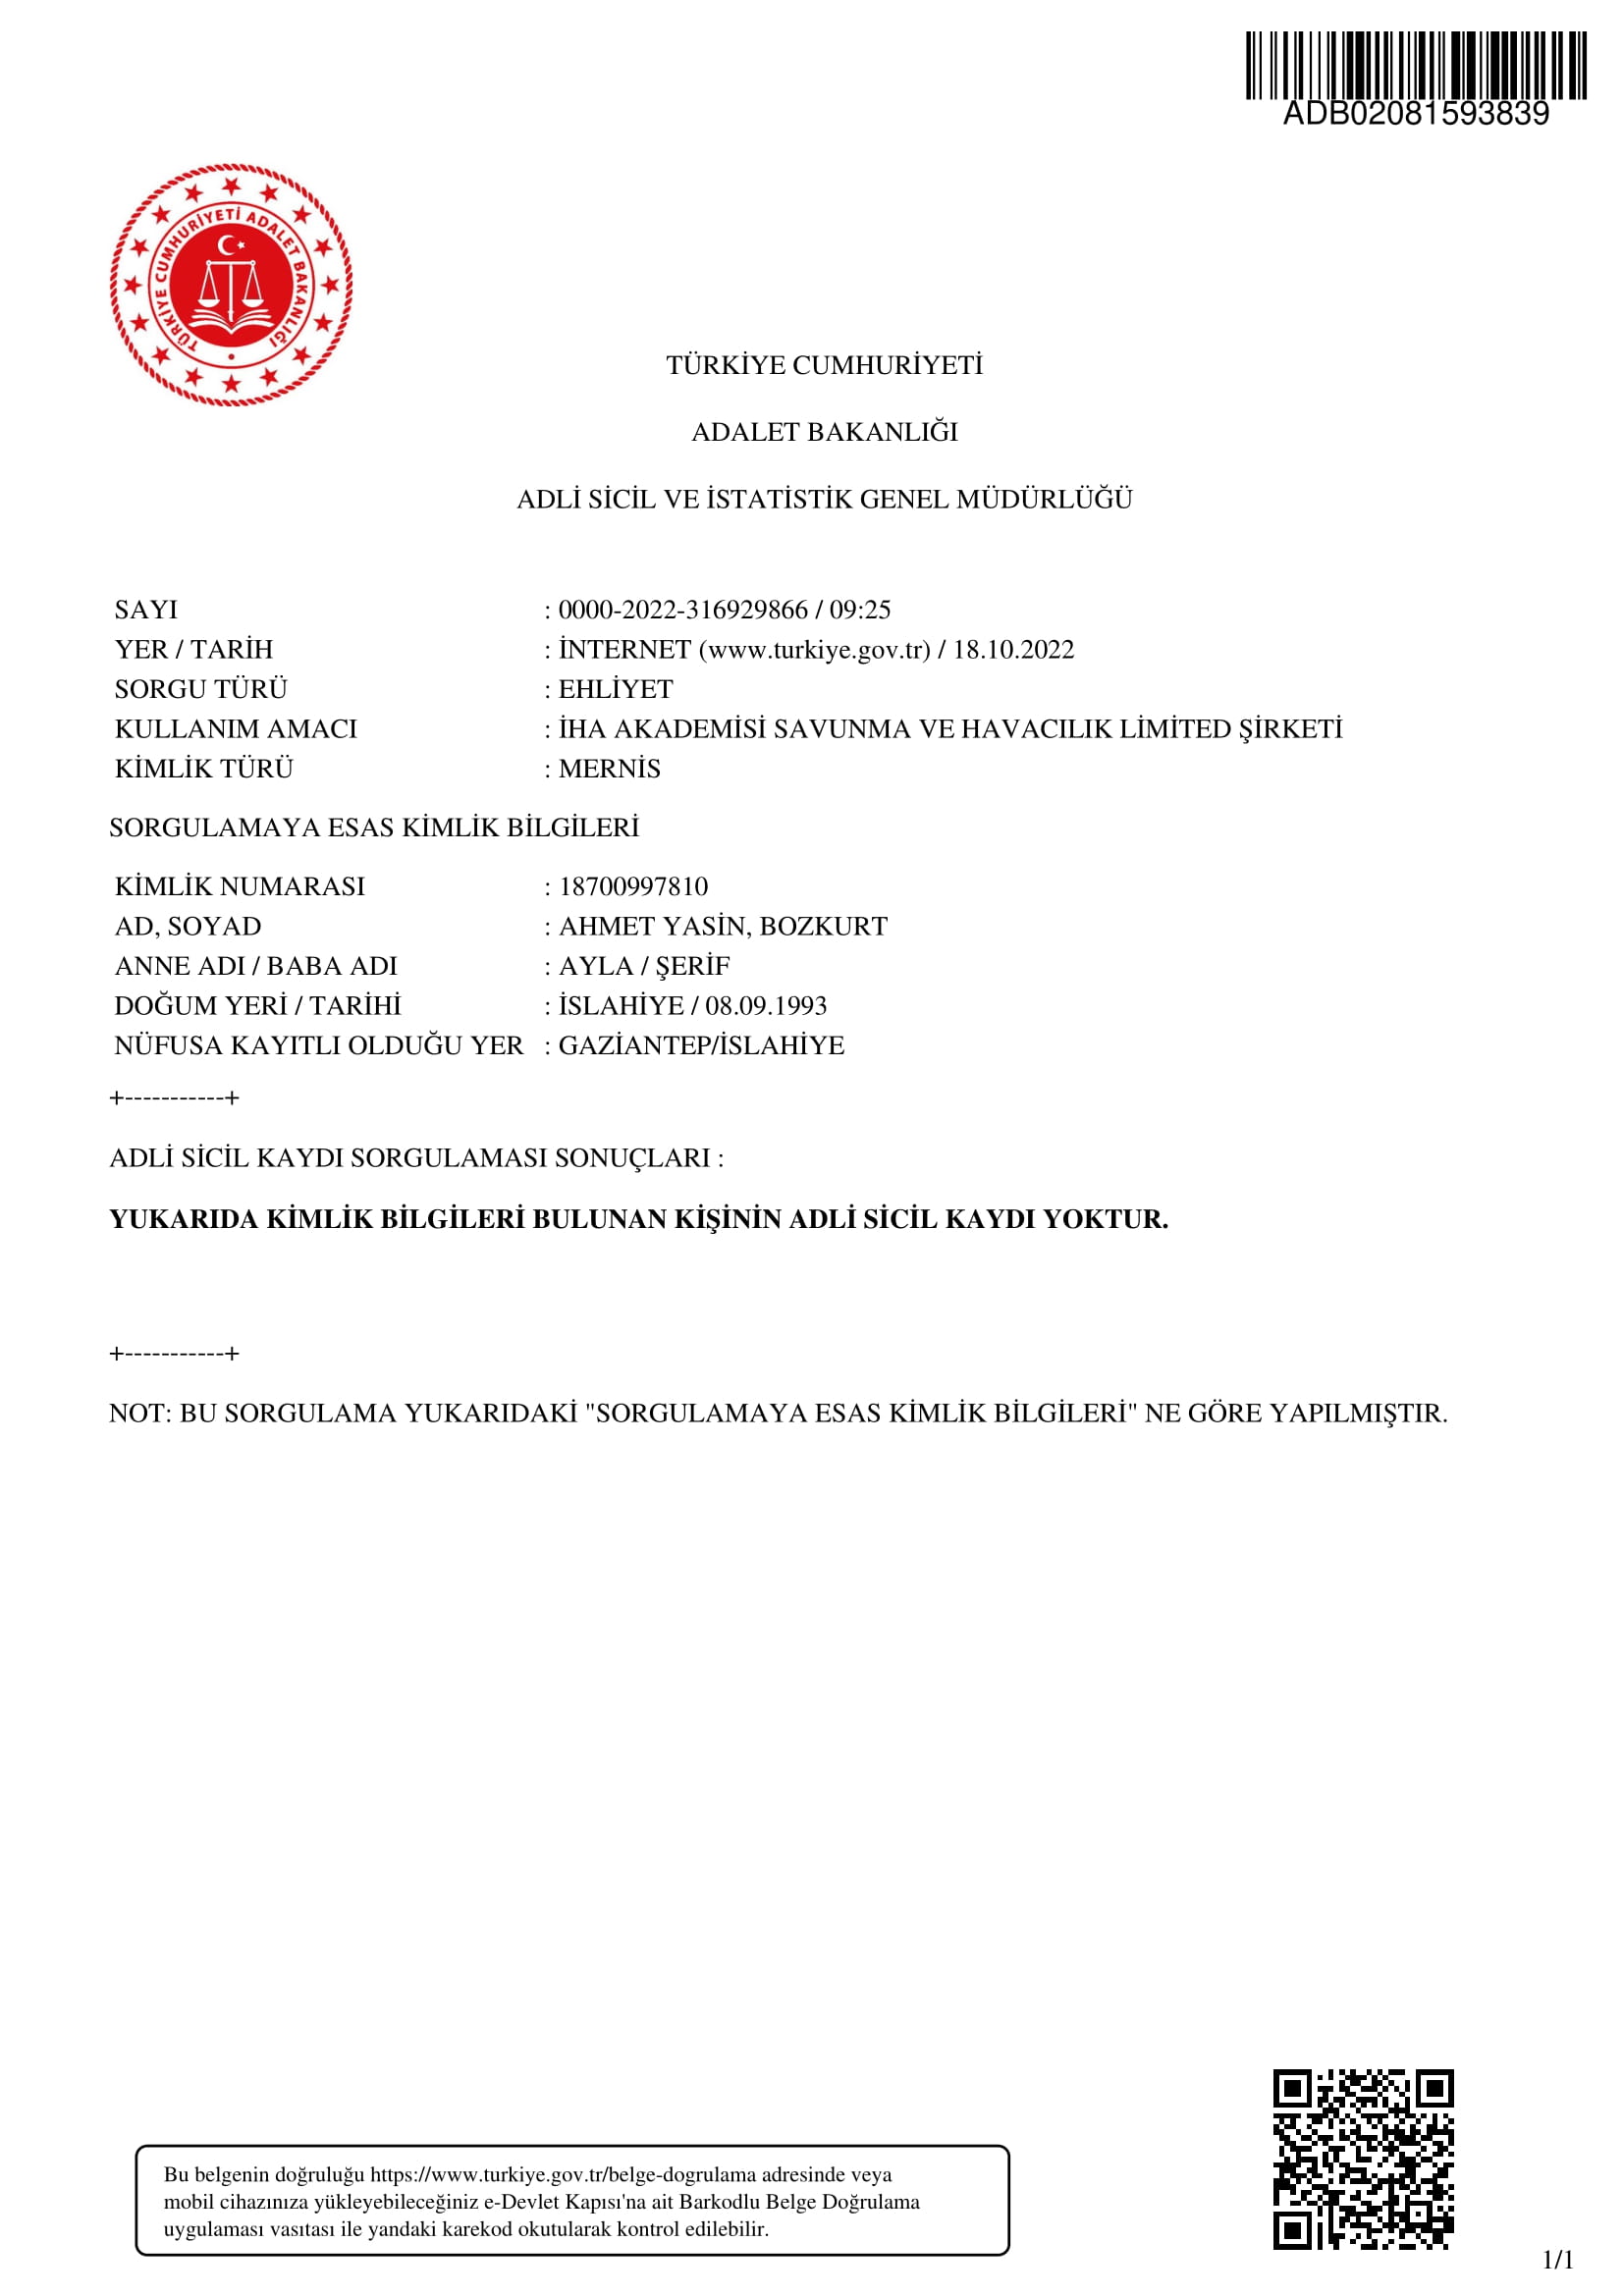 ADB02081593839
TÜRKİYE CUMHURİYETİ ADALET BAKANLIĞI
TÜRKİYE CUMHURİYETİ
ADALET BAKANLIĞI
ADLİ SİCİL VE İSTATİSTİK GENEL MÜDÜRLÜĞÜ
SAYI : 0000-2022-316929866 / 09:25
YER / TARİH : İNTERNET (www.turkiye.gov.tr) / 18.10.2022
SORGU TÜRÜ : EHLİYET
KULLANIM AMACI : İHA AKADEMİSİ SAVUNMA VE HAVACILIK LİMİTED ŞİRKETİ
KİMLİK TÜRÜ : MERNİS
SORGULAMAYA ESAS KİMLİK BİLGİLERİ
KİMLİK NUMARASI : 18700997810
AD, SOYAD : AHMET YASİN, BOZKURT
ANNE ADI / BABA ADI : AYLA / ŞERİF
DOĞUM YERİ / TARİHİ : İSLAHİYE / 08.09.1993
NÜFUSA KAYITLI OLDUĞU YER : GAZİANTEP/İSLAHİYE
+-----------+
ADLİ SİCİL KAYDI SORGULAMASI SONUÇLARI :
YUKARIDA KİMLİK BİLGİLERİ BULUNAN KİŞİNİN ADLİ SİCİL KAYDI YOKTUR.
+-----------+
NOT: BU SORGULAMA YUKARIDAKİ "SORGULAMAYA ESAS KİMLİK BİLGİLERİ" NE GÖRE YAPILMIŞTIR.
Bu belgenin doğruluğu https://www.turkiye.gov.tr/belge-dogrulama adresinde veya
mobil cihazınıza yükleyebileceğiniz e-Devlet Kapısı'na ait Barkodlu Belge Doğrulama
uygulaması vasıtası ile yandaki karekod okutularak kontrol edilebilir.
1/1